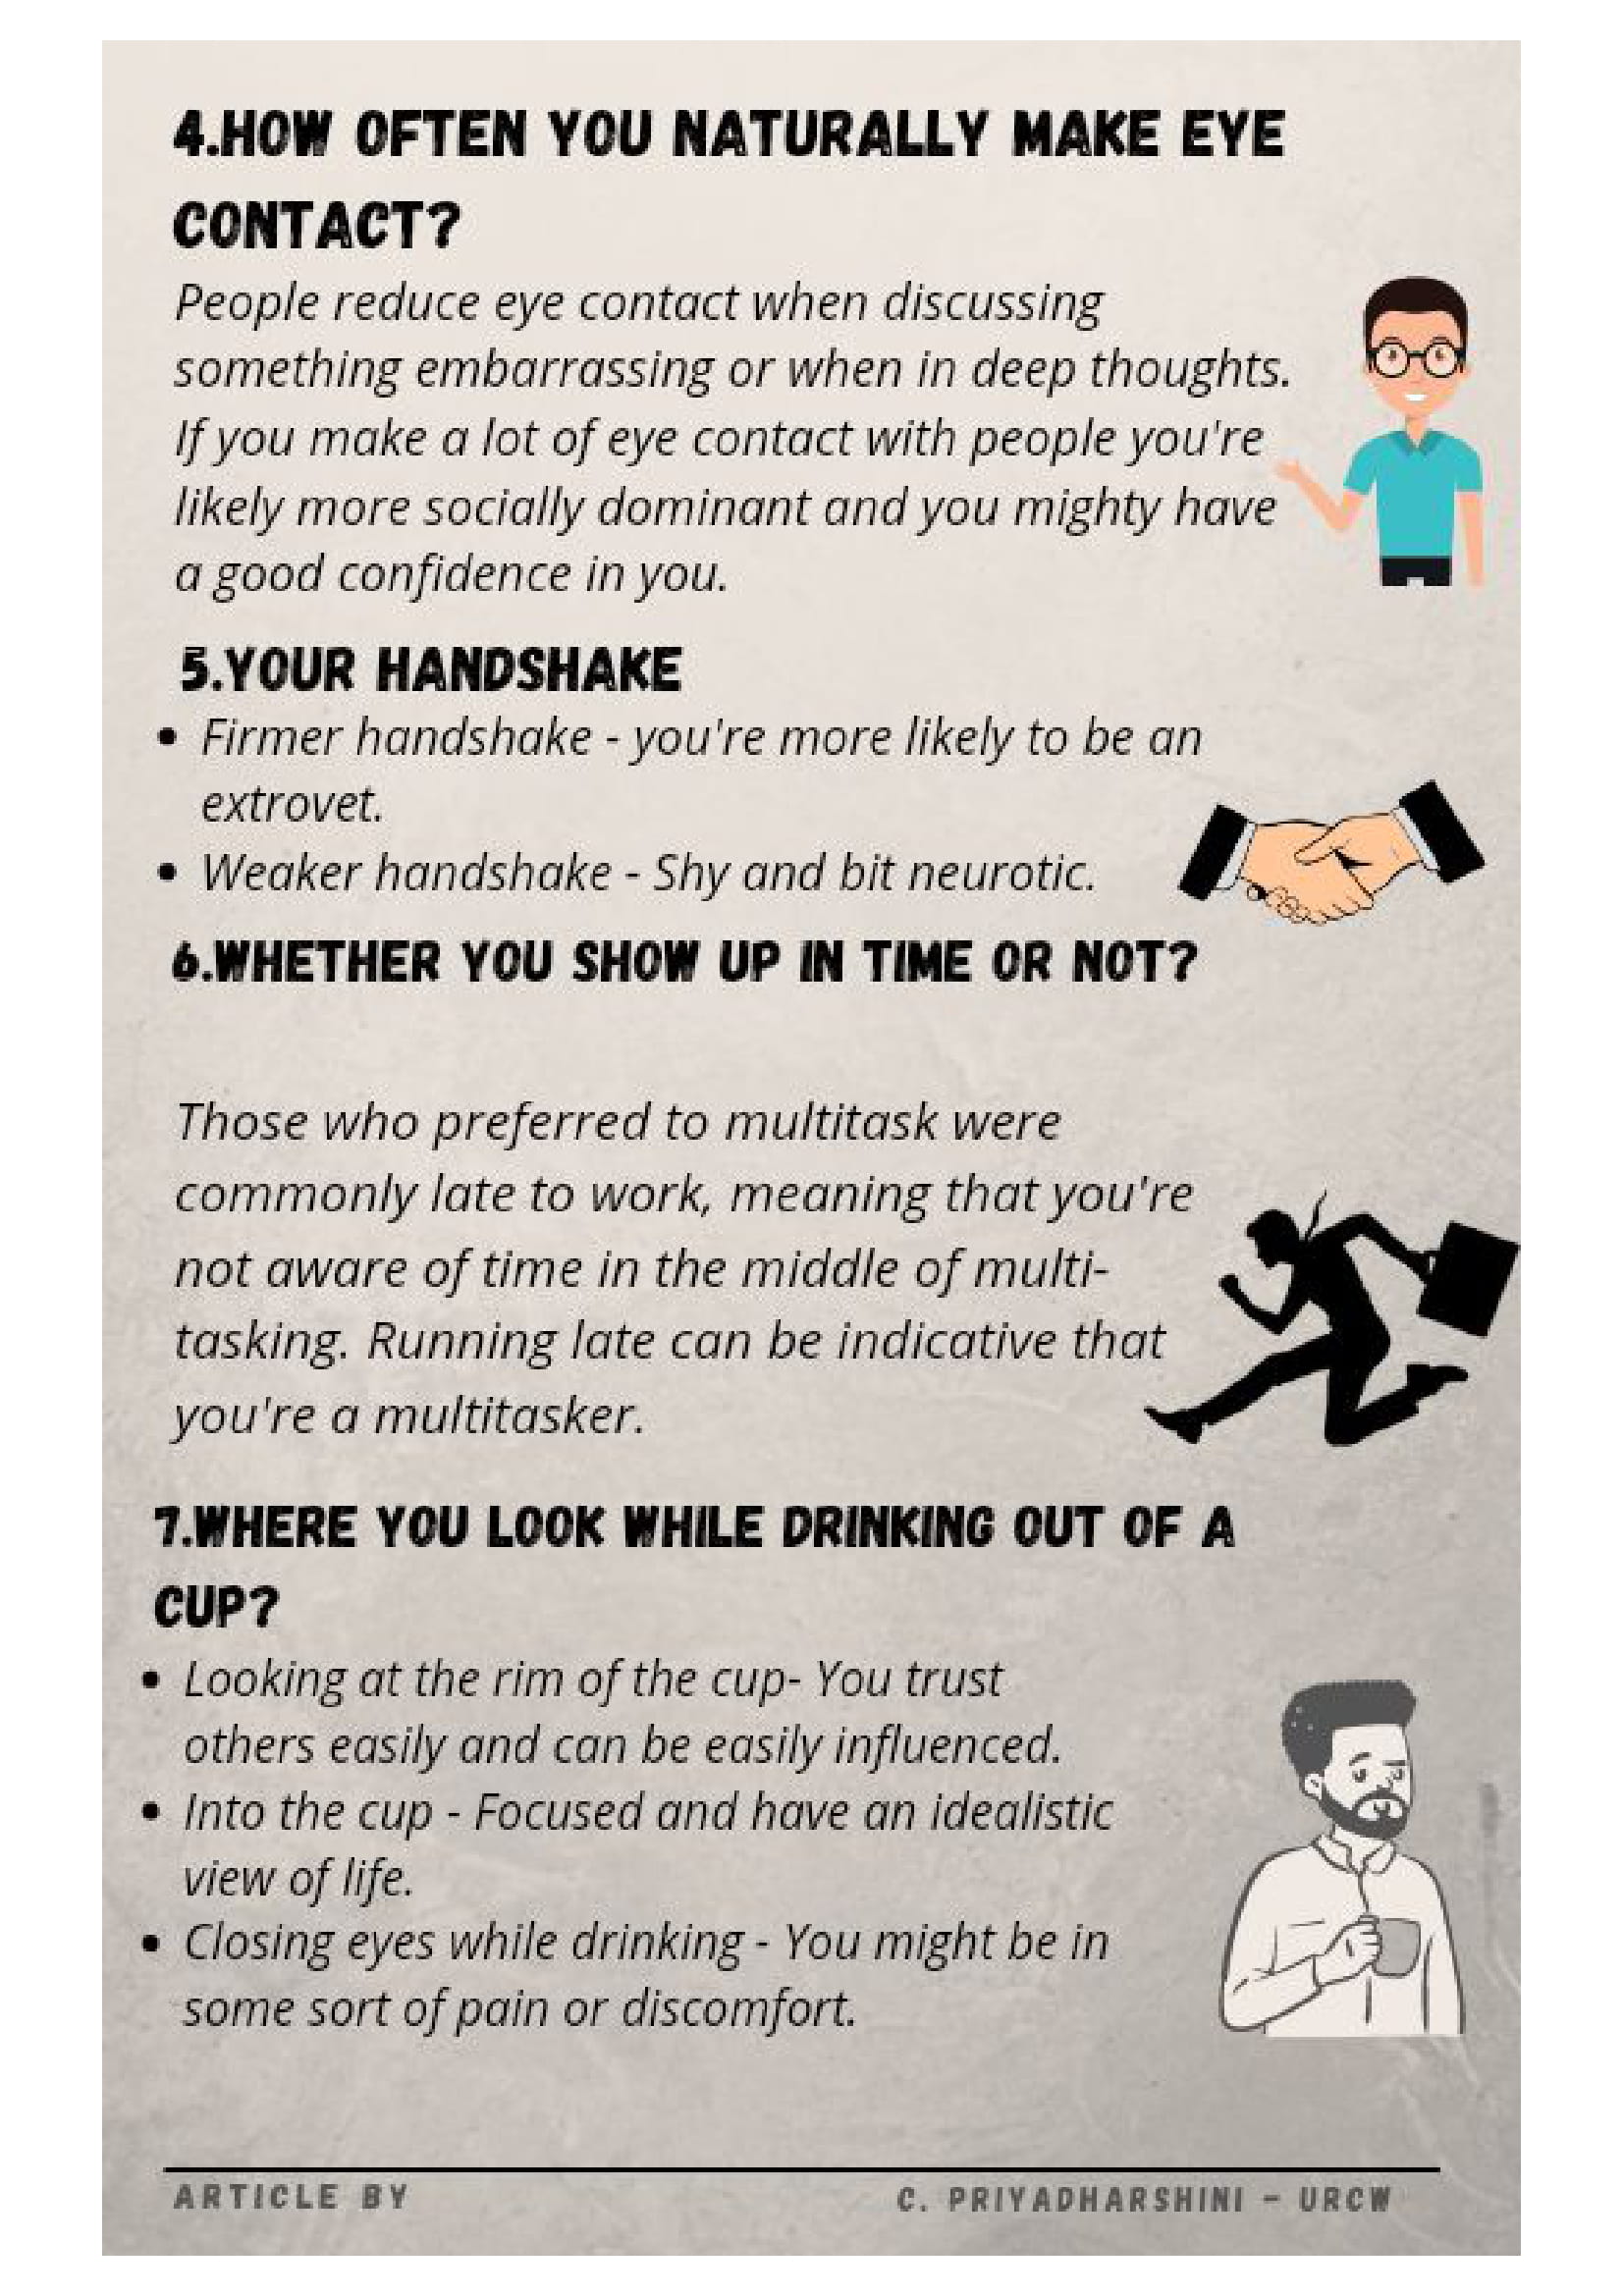 4.HOW OFTEN YOU NATURALLY MAKE EYE
CONTACT?
People reduce eye contact when discussing
something embarrassing or when in deep thoughts.
If you make a lot of eye contact with people you're
likely more socially dominant and you mighty have
a good confidence in you.
5.YOUR HANDSHAKE
• Firmer handshake - you're more likely to be an
extrovet.
• Weaker handshake - Shy and bit neurotic.
6.WHETHER YOU SHOW UP IN TIME OR NOT?
Those who preferred to multitask were
commonly late to work, meaning that you're
not aware of time in the middle of multi-
tasking. Running late can be indicative that
you're a multitasker.
7.WHERE YOU LOOK WHILE DRINKING OUT OF A
CUP?
• Looking at the rim of the cup- You trust
others easily and can be easily influenced.
• Into the cup - Focused and have an idealistic
view of life.
• Closing eyes while drinking - You might be in
some sort of pain or discomfort.
ARTICLE BY
C. PRIYADHARSHINI - URCW